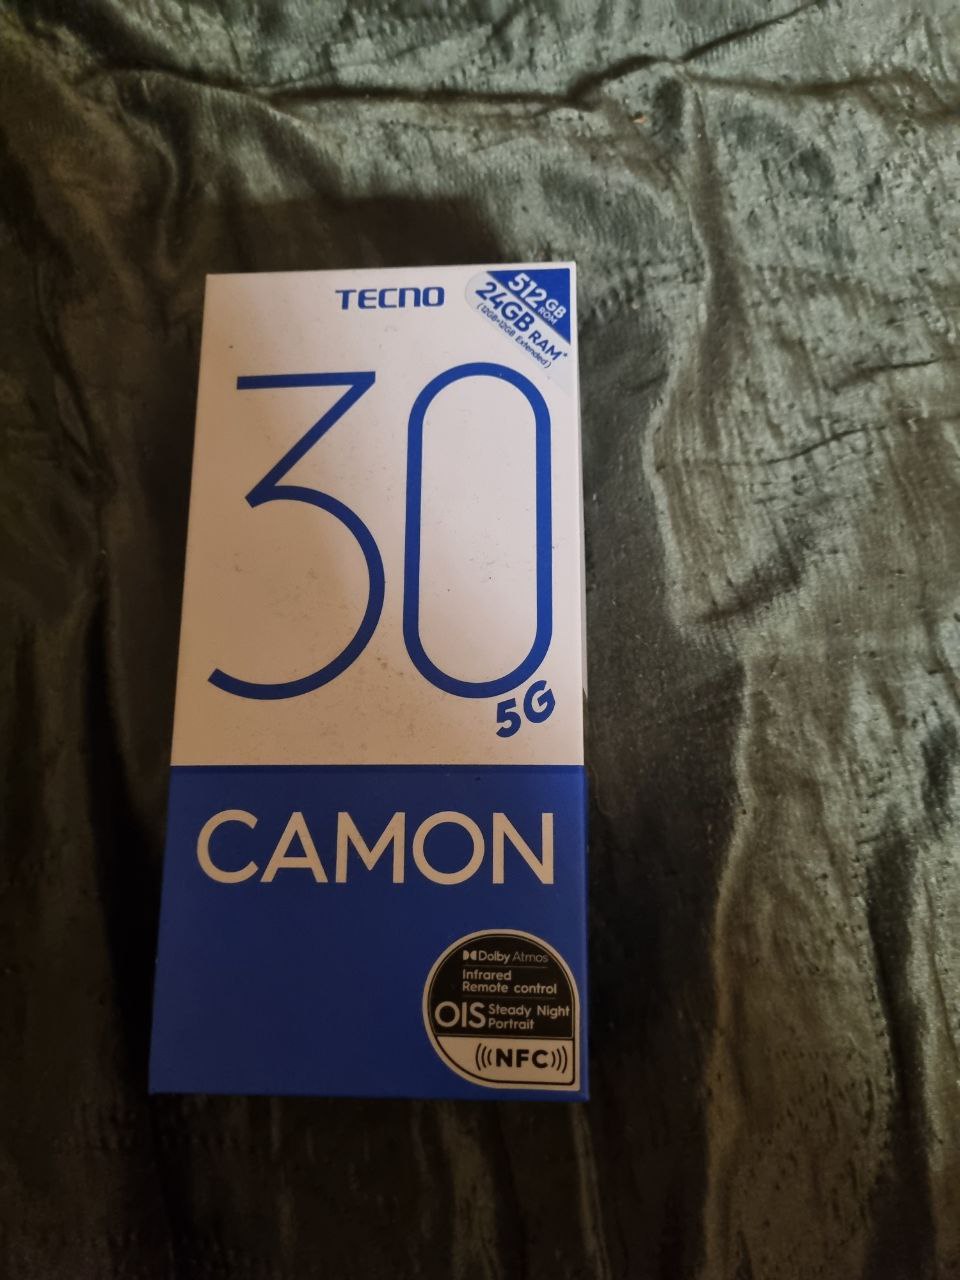 TECNO
512GB ROM
24GB RAM*
(12GB+12GB Extended)
30
5G
CAMON
Dolby Atmos
Infrared
Remote control
OIS Steady Night
Portrait
NFC